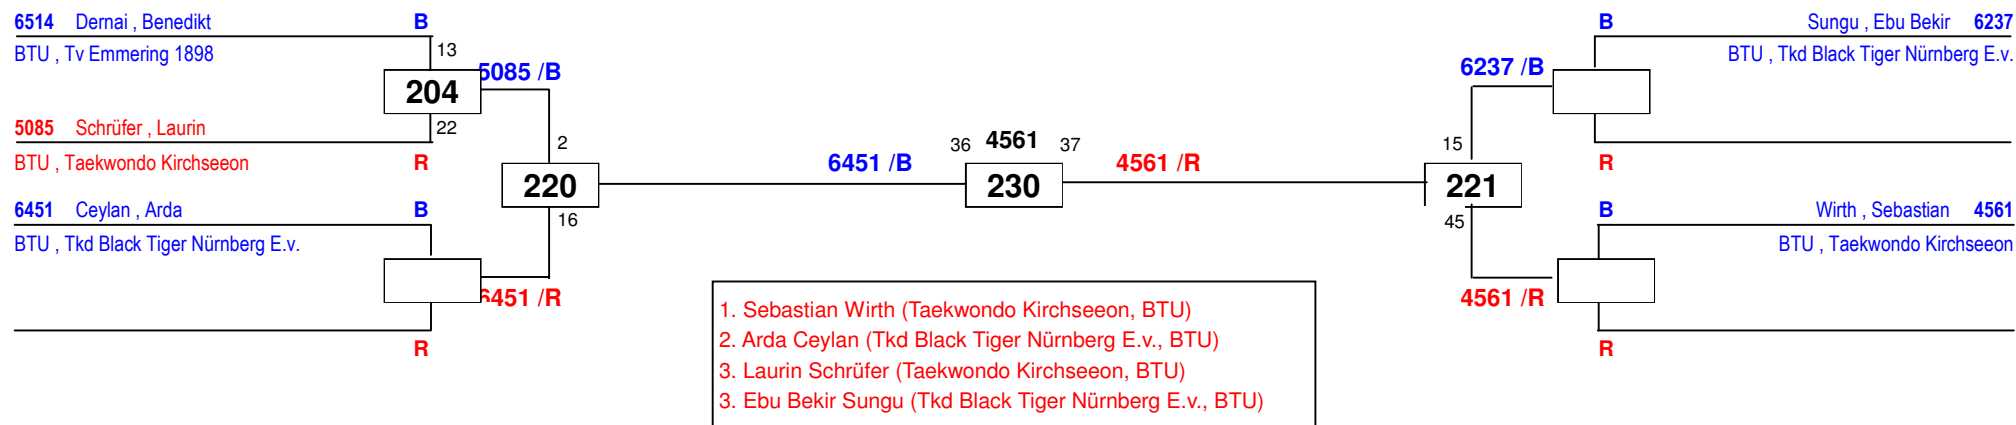 6514 Dernai , Benedikt B
BTU , Tv Emmering 1898
13
204
5085 /B
5085 Schrüfer , Laurin
22
BTU , Taekwondo Kirchseeon R
2
220
16
6451 Ceylan , Arda B
BTU , Tkd Black Tiger Nürnberg E.v.
6451 /R
R
6451 /B
36 4561 37
230
4561 /R
1. Sebastian Wirth (Taekwondo Kirchseeon, BTU)
2. Arda Ceylan (Tkd Black Tiger Nürnberg E.v., BTU)
3. Laurin Schrüfer (Taekwondo Kirchseeon, BTU)
3. Ebu Bekir Sungu (Tkd Black Tiger Nürnberg E.v., BTU)
B Sungu , Ebu Bekir 6237
BTU , Tkd Black Tiger Nürnberg E.v.
6237 /B
R
15
221
45
B Wirth , Sebastian 4561
BTU , Taekwondo Kirchseeon
4561 /R
R